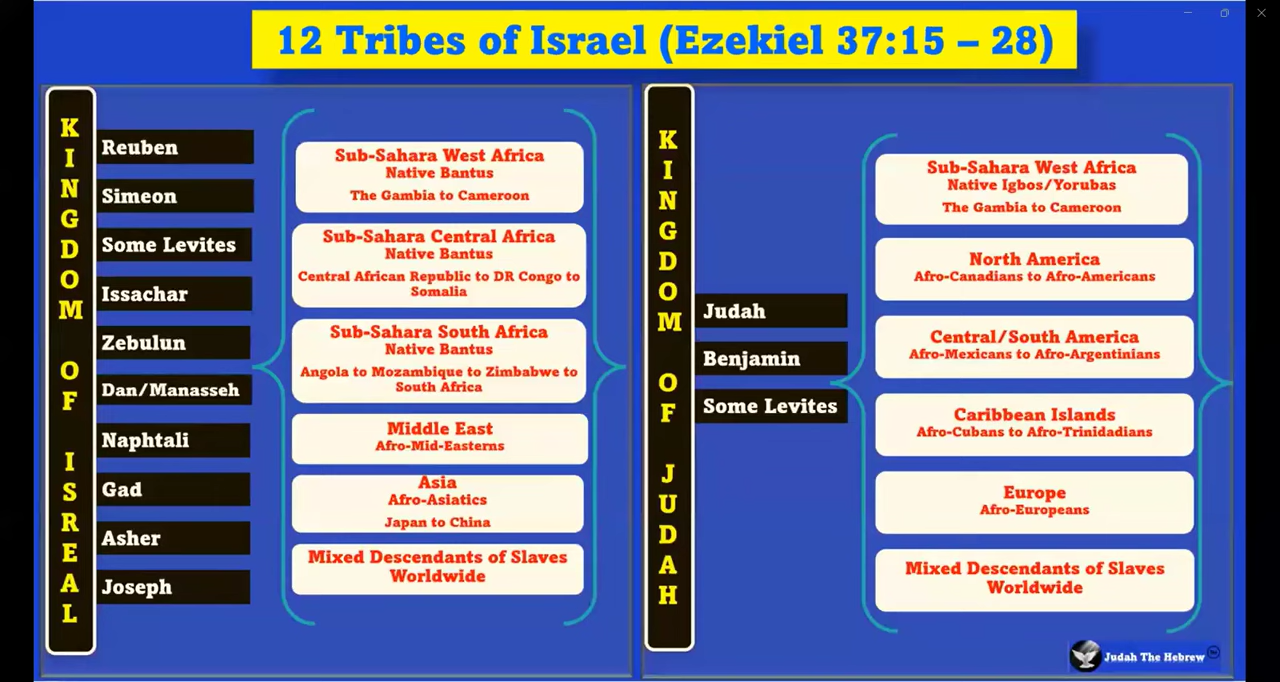 12 Tribes of Israel (Ezekiel 37:15 – 28)
KINGDOM OF ISREAL
Reuben
Simeon
Some Levites
Issachar
Zebulun
Dan/Manasseh
Naphtali
Gad
Asher
Joseph
Sub-Sahara West Africa
Native Bantus
The Gambia to Cameroon
Sub-Sahara Central Africa
Native Bantus
Central African Republic to DR Congo to
Somalia
Sub-Sahara South Africa
Native Bantus
Angola to Mozambique to Zimbabwe to
South Africa
Middle East
Afro-Mid-Easterns
Asia
Afro-Asiatics
Japan to China
Mixed Descendants of Slaves
Worldwide
KINGDOM OF JUDAH
Judah
Benjamin
Some Levites
Sub-Sahara West Africa
Native Igbos/Yorubas
The Gambia to Cameroon
North America
Afro-Canadians to Afro-Americans
Central/South America
Afro-Mexicans to Afro-Argentinians
Caribbean Islands
Afro-Cubans to Afro-Trinidadians
Europe
Afro-Europeans
Mixed Descendants of Slaves
Worldwide
Judah The Hebrew